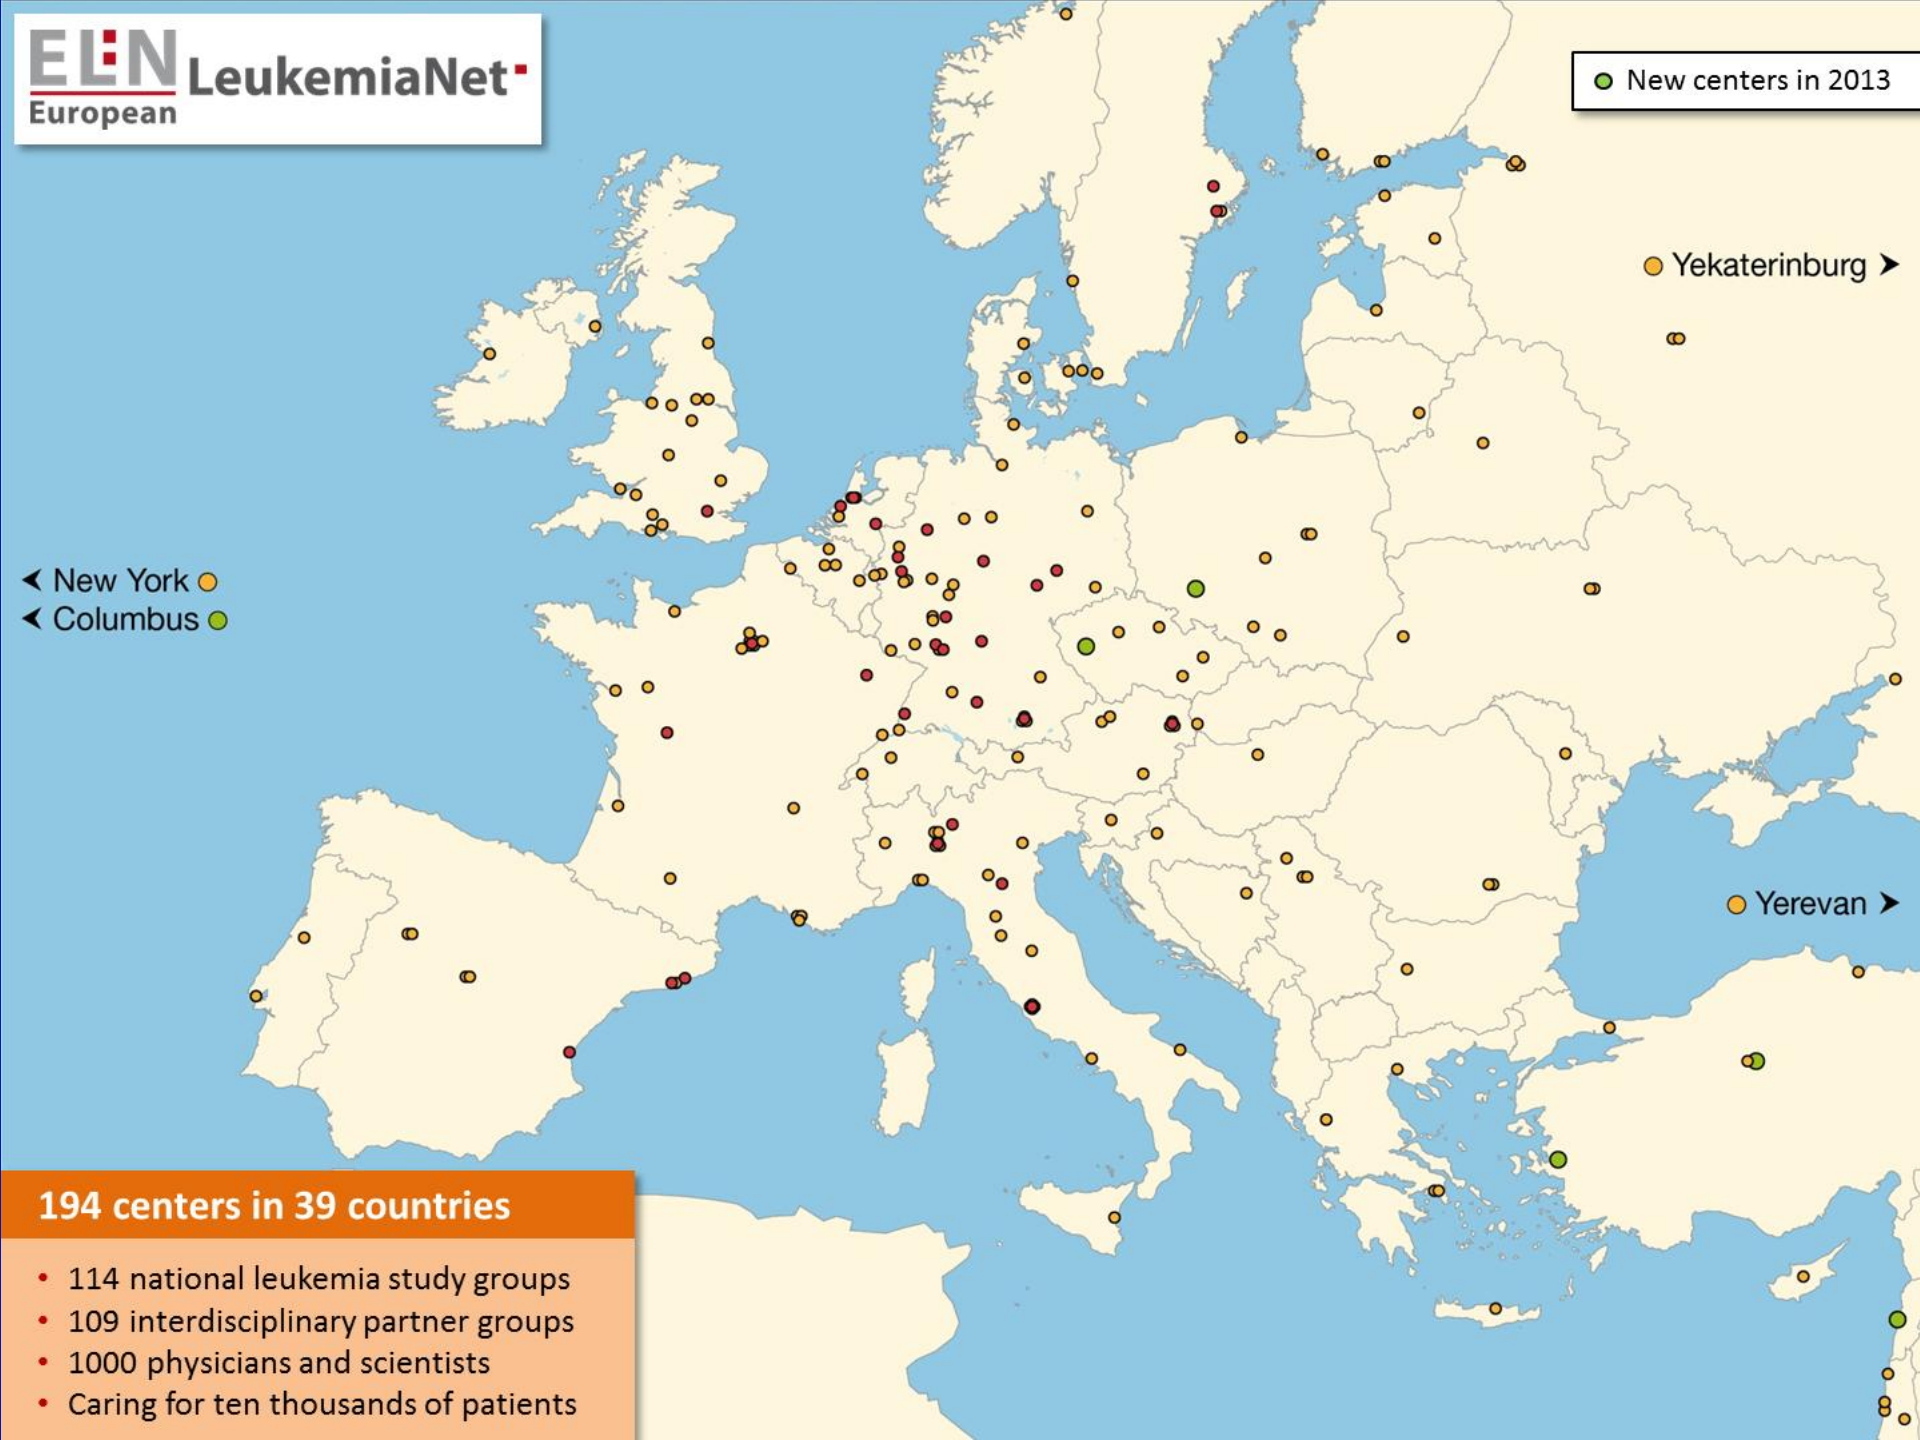 ELN LeukemiaNet
European
New centers in 2013
Yekaterinburg
New York
Columbus
Yerevan
194 centers in 39 countries
• 114 national leukemia study groups
• 109 interdisciplinary partner groups
• 1000 physicians and scientists
• Caring for ten thousands of patients